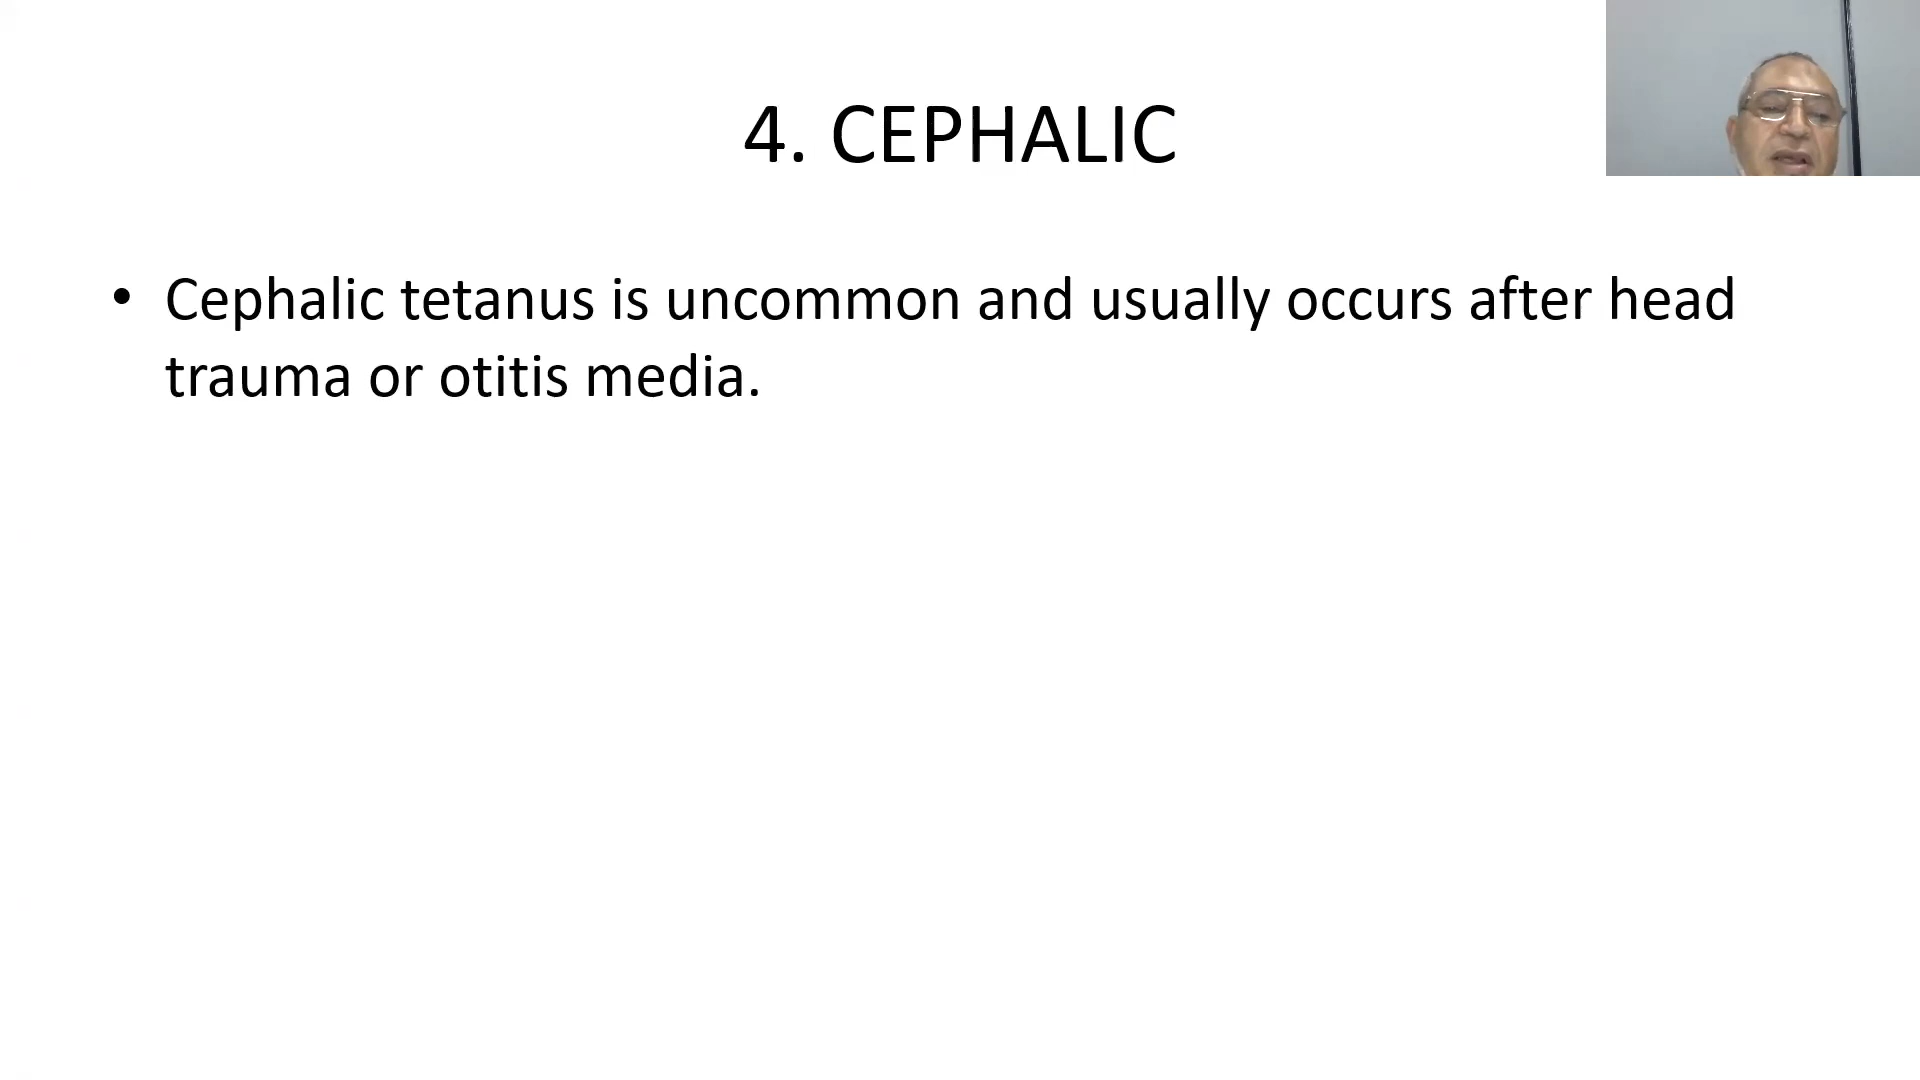 4. CEPHALIC
• Cephalic tetanus is uncommon and usually occurs after head
trauma or otitis media.